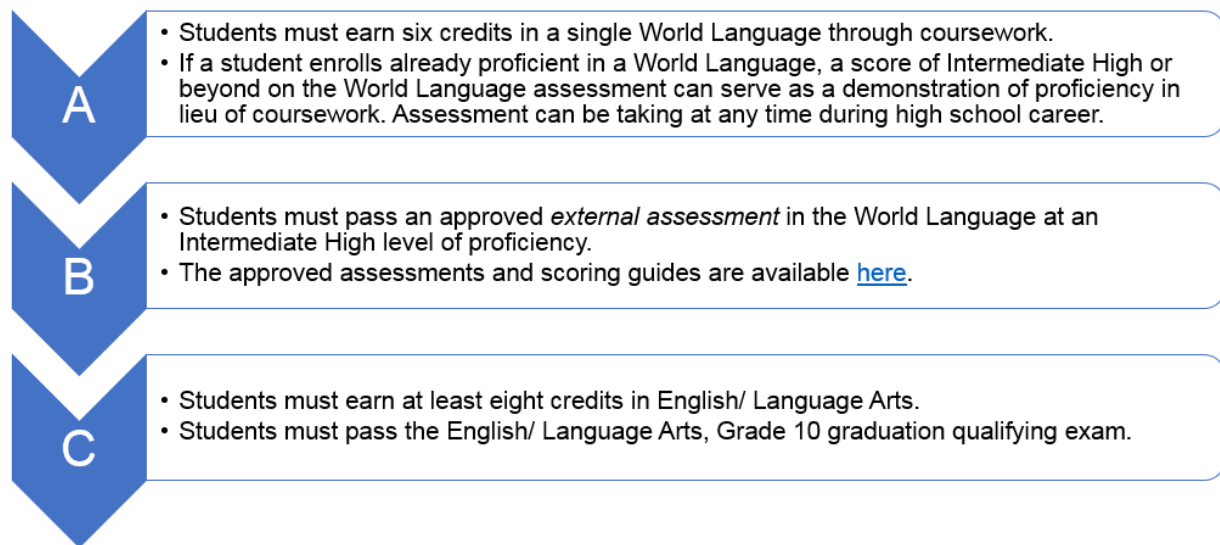 A
• Students must earn six credits in a single World Language through coursework.
• If a student enrolls already proficient in a World Language, a score of Intermediate High or
beyond on the World Language assessment can serve as a demonstration of proficiency in
lieu of coursework. Assessment can be taking at any time during high school career.
B
• Students must pass an approved external assessment in the World Language at an
Intermediate High level of proficiency.
• The approved assessments and scoring guides are available here.
C
• Students must earn at least eight credits in English/ Language Arts.
• Students must pass the English/ Language Arts, Grade 10 graduation qualifying exam.